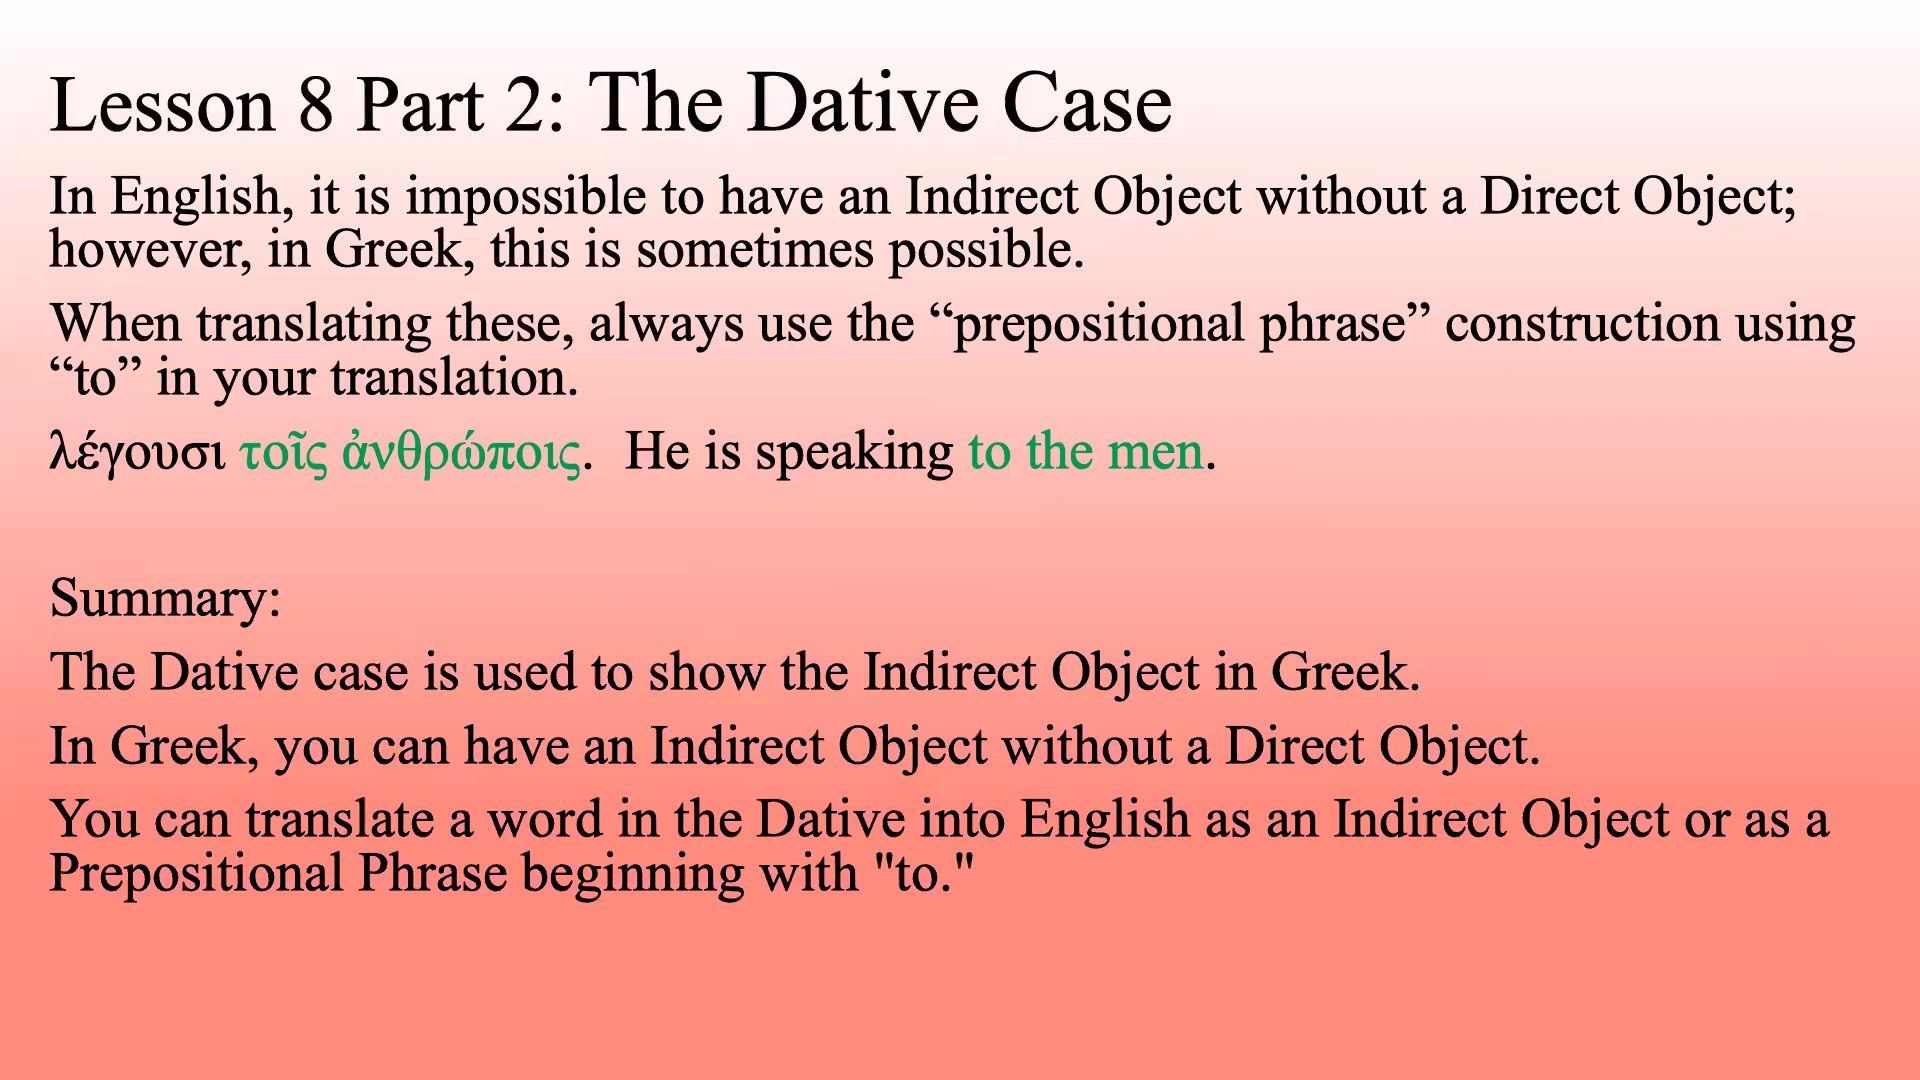 Lesson 8 Part 2: The Dative Case
In English, it is impossible to have an Indirect Object without a Direct Object;
however, in Greek, this is sometimes possible.
When translating these, always use the “prepositional phrase” construction using
“to” in your translation.
λέγουσι τοῖς ἀνθρώποις.  He is speaking to the men.
Summary:
The Dative case is used to show the Indirect Object in Greek.
In Greek, you can have an Indirect Object without a Direct Object.
You can translate a word in the Dative into English as an Indirect Object or as a
Prepositional Phrase beginning with "to."